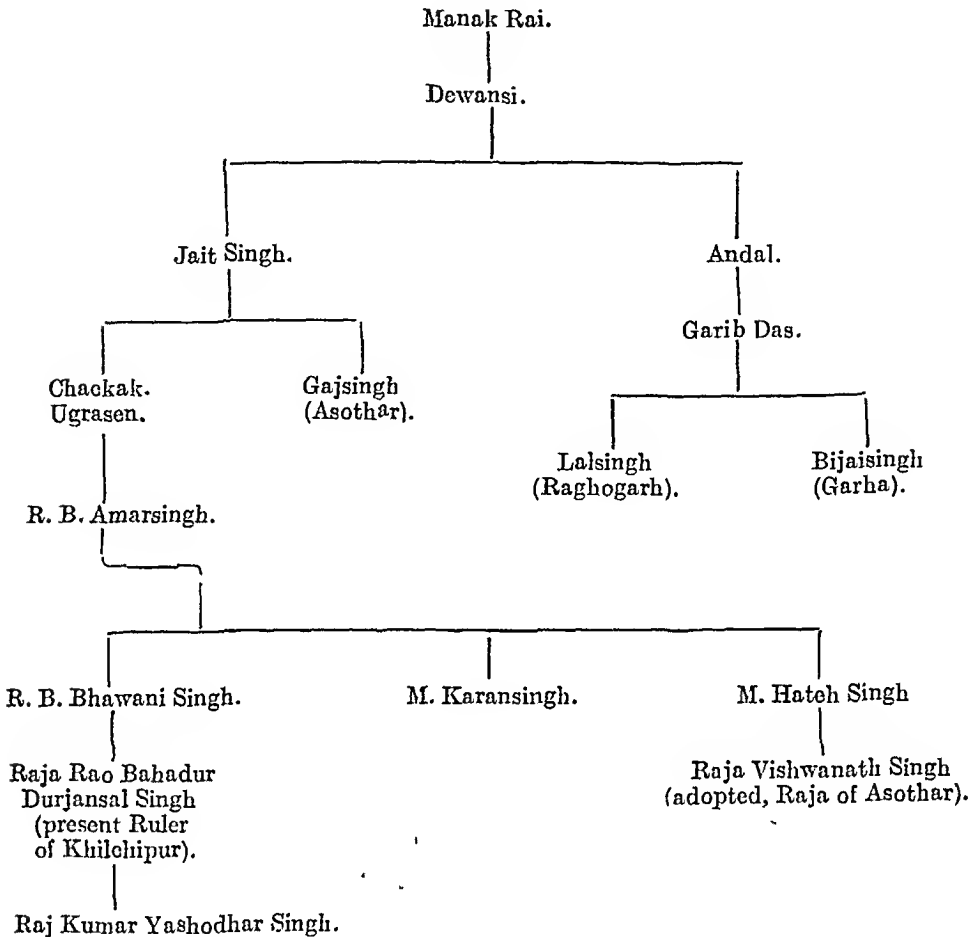 Manak Rai.
Dewansi.
Jait Singh.
Andal.
Garib Das.
Chackak.
Ugrasen.
Gajsingh
(Asothar).
Lalsingh
(Raghogarh).
Bijaisingh
(Garha).
R. B. Amarsingh.
R. B. Bhawani Singh.
M. Karansingh.
M. Hateh Singh
Raja Rao Bahadur
Durjansal Singh
(present Ruler
of Khilchipur).
Raja Vishwanath Singh
(adopted, Raja of Asothar).
Raj Kumar Yashodhar Singh.